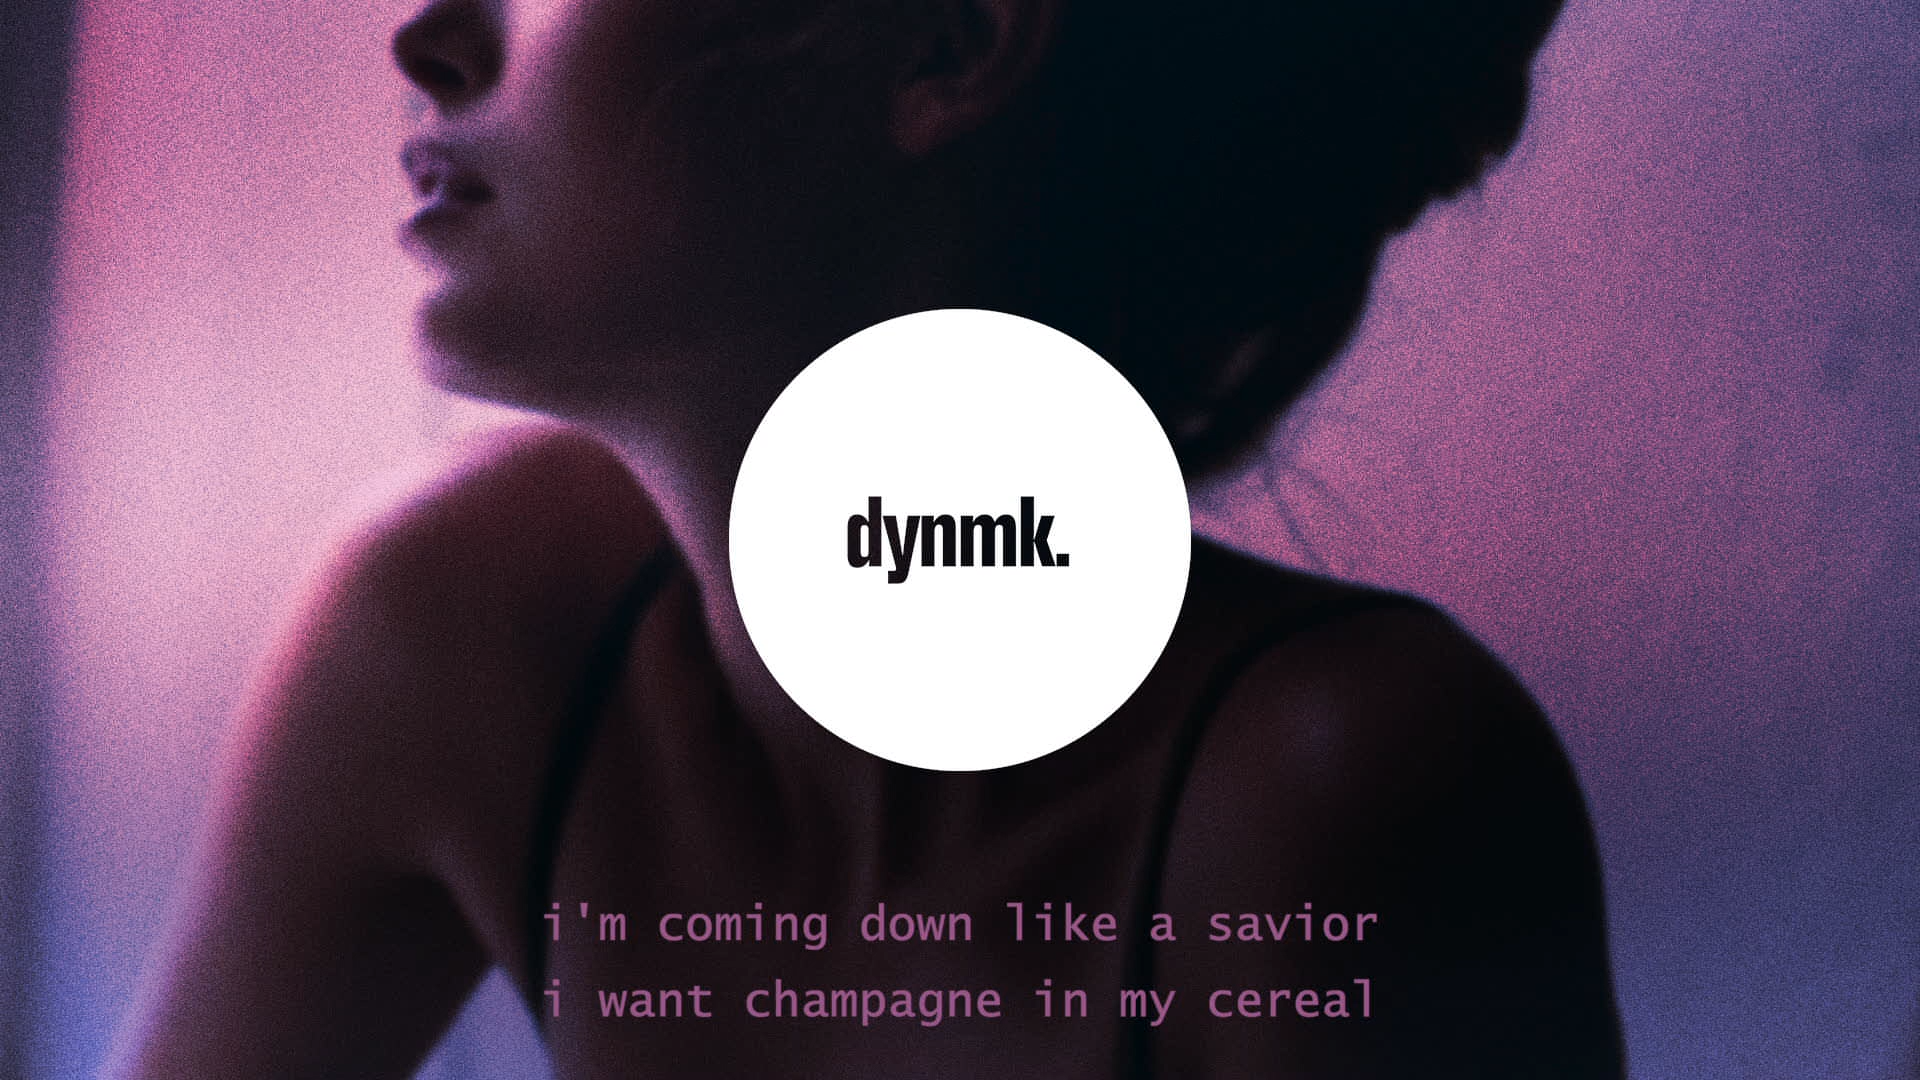 dynmk.
i'm coming down like a savior
i want champagne in my cereal